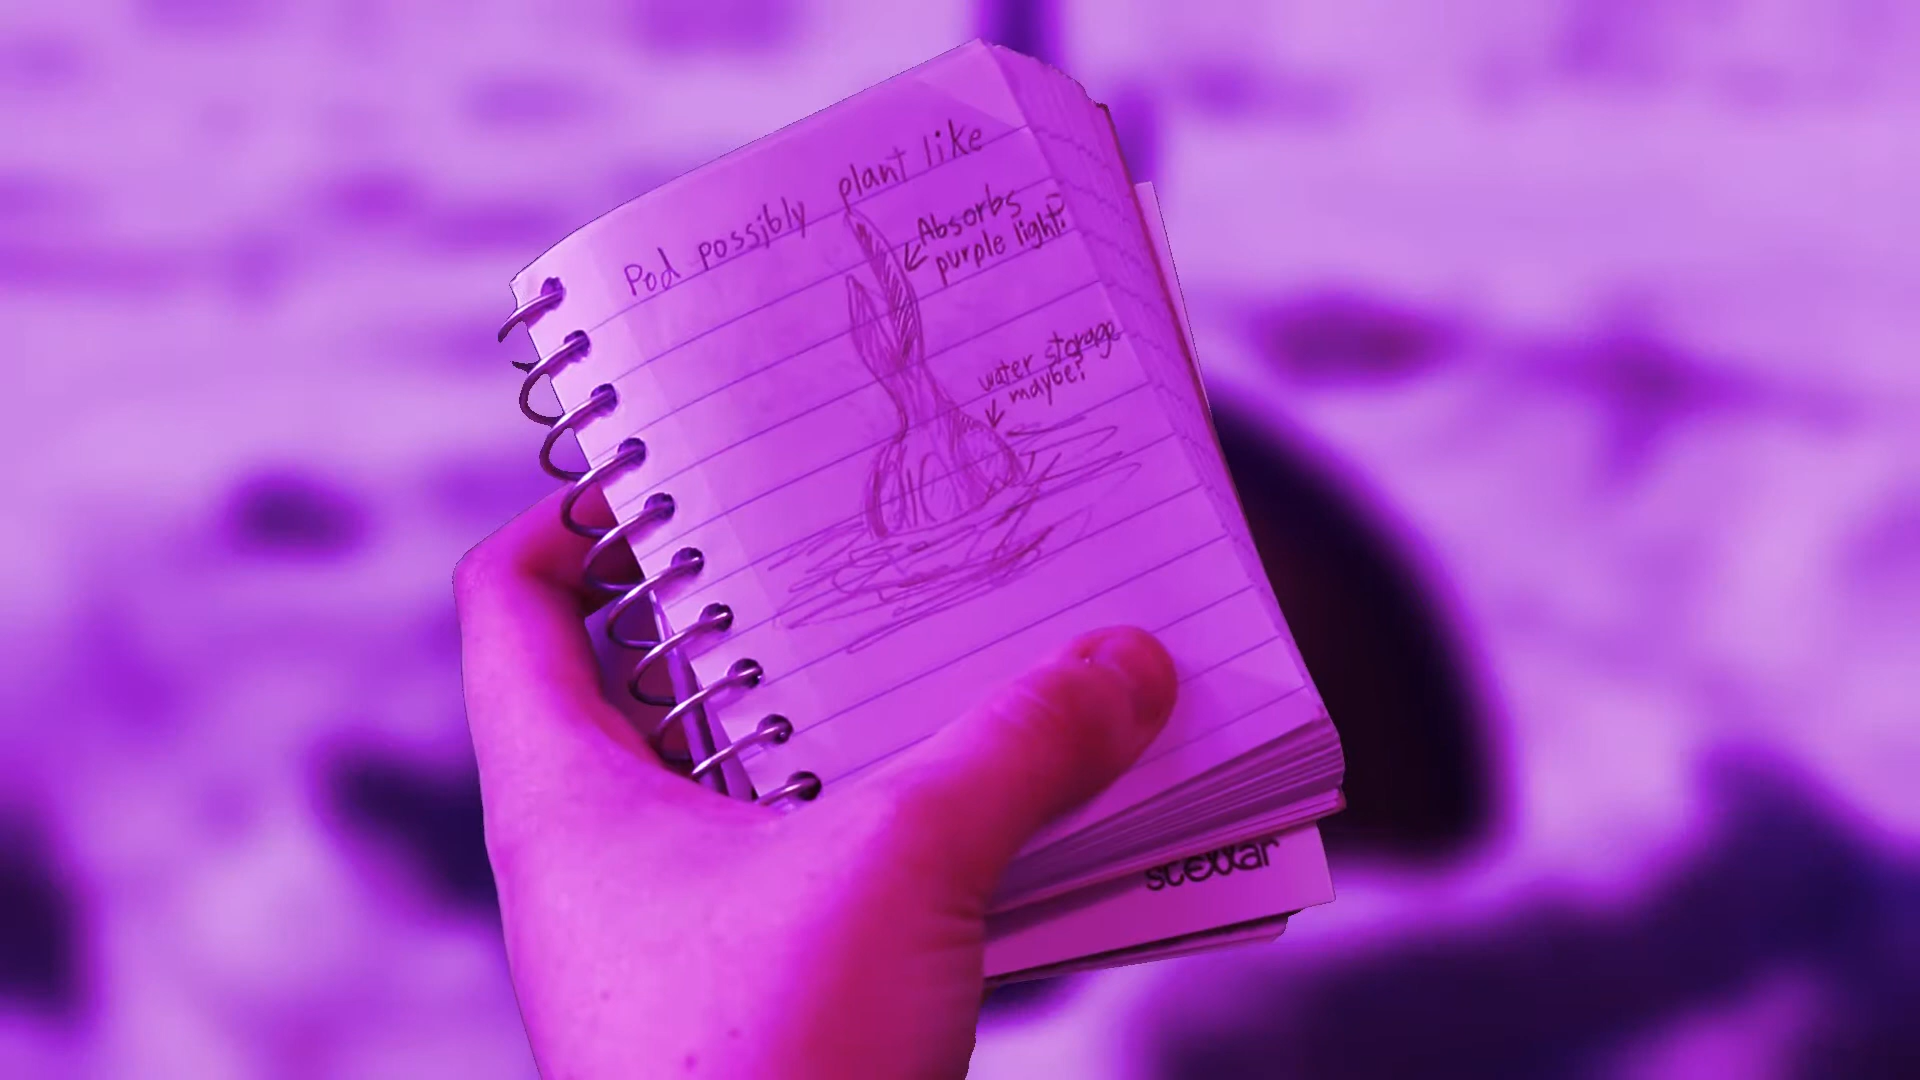 Pod possibly plant like
Absorbs
purple light?
water storage
maybe?
stellar